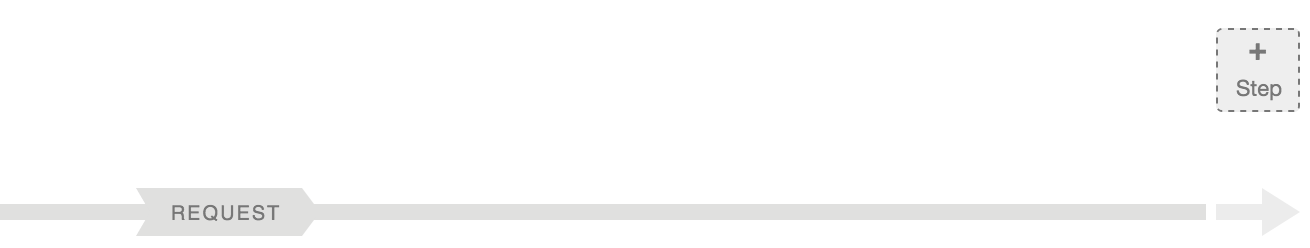 +
Step
REQUEST